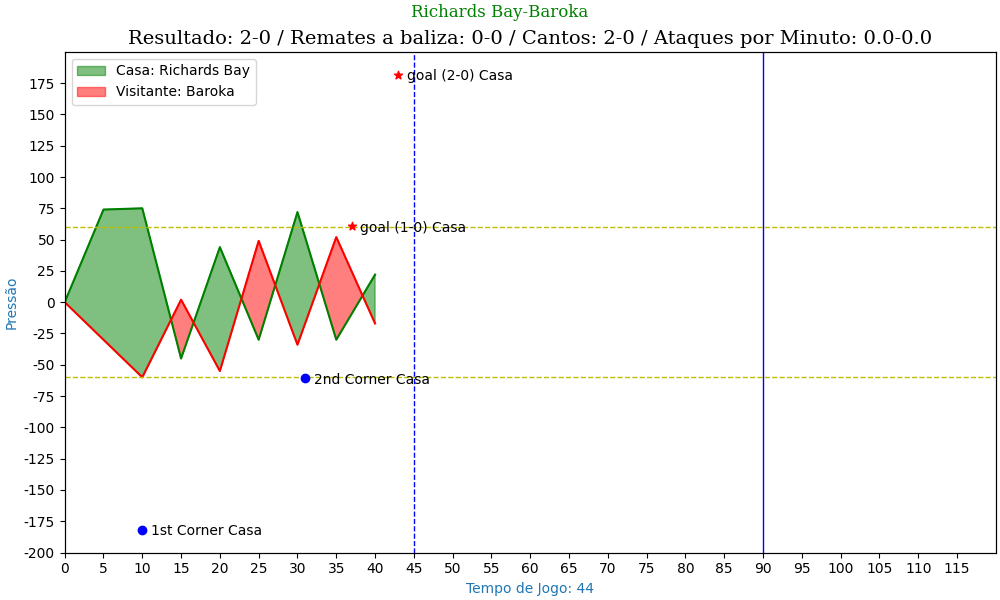 Richards Bay-Baroka
Resultado: 2-0 / Remates a baliza: 0-0 / Cantos: 2-0 / Ataques por Minuto: 0.0-0.0
Casa: Richards Bay
Visitante: Baroka
goal (2-0) Casa
goal (1-0) Casa
2nd Corner Casa
1st Corner Casa
Pressão
175
150
125
100
75
50
25
0
-25
-50
-75
-100
-125
-150
-175
-200
0 5 10 15 20 25 30 35 40 45 50 55 60 65 70 75 80 85 90 95 100 105 110 115
Tempo de Jogo: 44